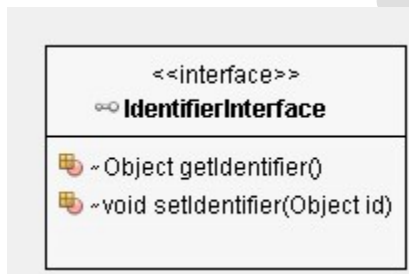 <<interface>>
IdentifierInterface
~Object getIdentifier()
~void setIdentifier(Object id)